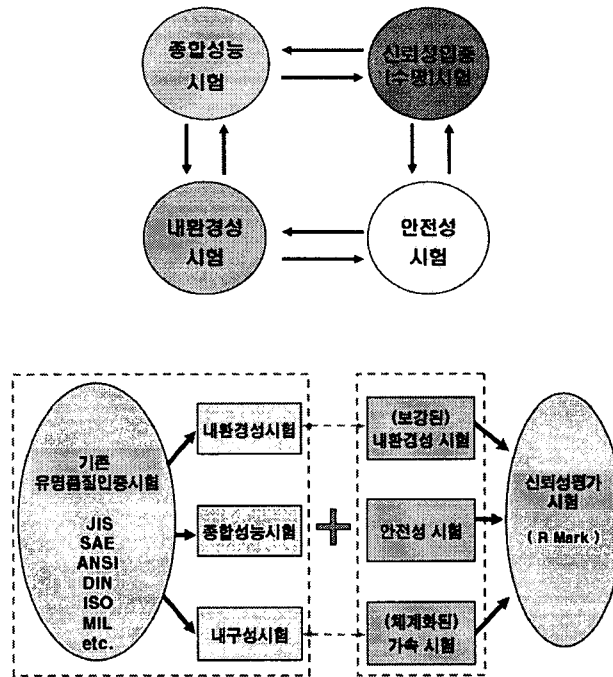 종합성능
시험
신뢰성입증
(수명)시험
내환경성
시험
안전성
시험
기존
유명품질인증시험
JIS
SAE
ANSI
DIN
ISO
MIL
etc.
내환경성시험
종합성능시험
내구성시험
(보강된)
내환경성 시험
안전성 시험
(체계화된)
가속 시험
신뢰성평가
시험
( R Mark )